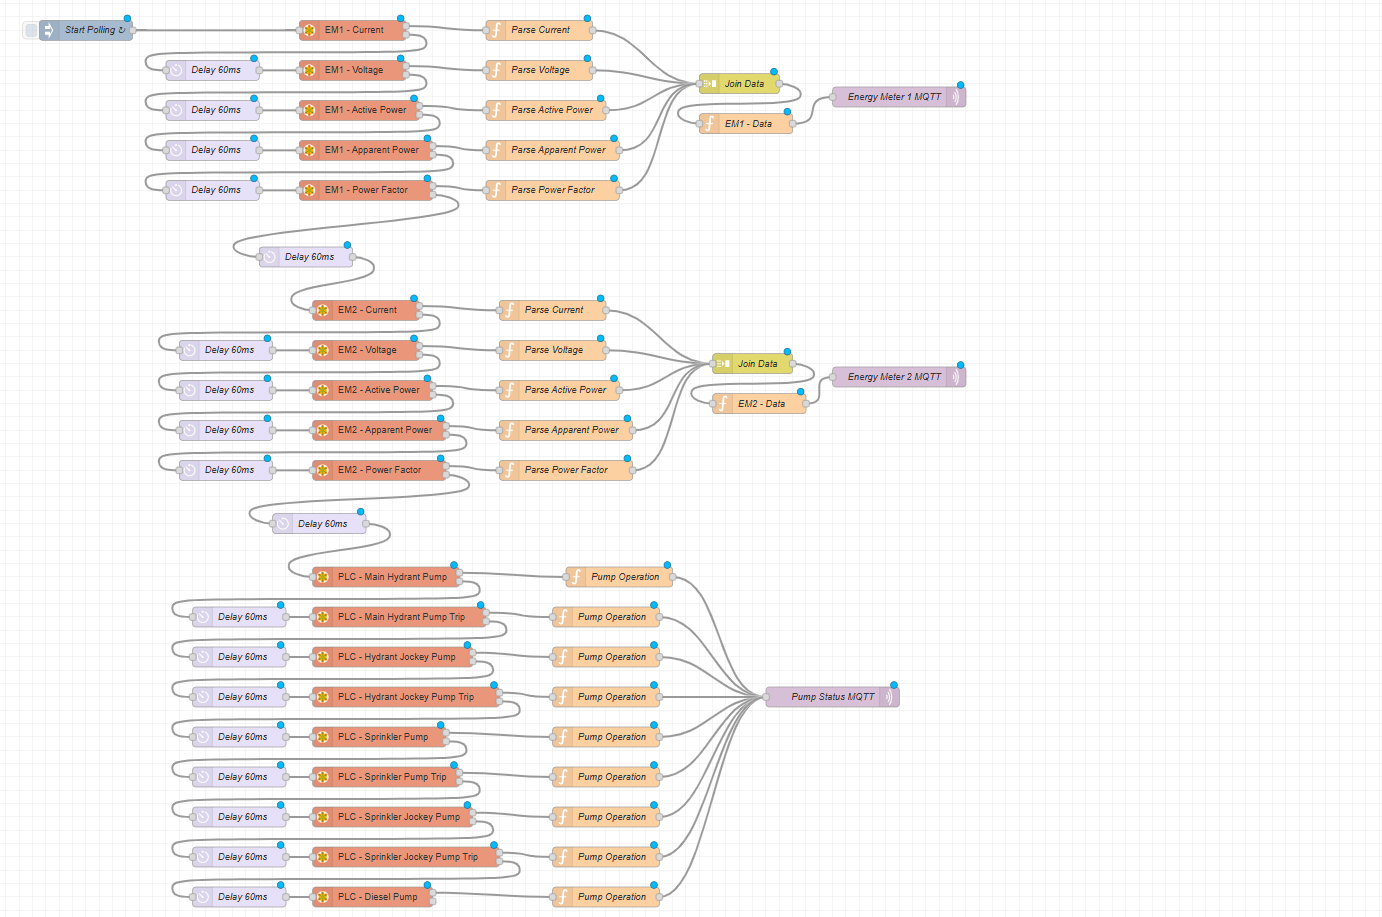 Start Polling ↻
EM1 - Current
Parse Current
Delay 60ms
EM1 - Voltage
Parse Voltage
Join Data
Energy Meter 1 MQTT
Delay 60ms
EM1 - Active Power
Parse Active Power
EM1 - Data
Delay 60ms
EM1 - Apparent Power
Parse Apparent Power
Delay 60ms
EM1 - Power Factor
Parse Power Factor
Delay 60ms
EM2 - Current
Parse Current
Delay 60ms
EM2 - Voltage
Parse Voltage
Join Data
Energy Meter 2 MQTT
Delay 60ms
EM2 - Active Power
Parse Active Power
EM2 - Data
Delay 60ms
EM2 - Apparent Power
Parse Apparent Power
Delay 60ms
EM2 - Power Factor
Parse Power Factor
Delay 60ms
PLC - Main Hydrant Pump
Pump Operation
Delay 60ms
PLC - Main Hydrant Pump Trip
Pump Operation
Delay 60ms
PLC - Hydrant Jockey Pump
Pump Operation
Delay 60ms
PLC - Hydrant Jockey Pump Trip
Pump Operation
Pump Status MQTT
Delay 60ms
PLC - Sprinkler Pump
Pump Operation
Delay 60ms
PLC - Sprinkler Pump Trip
Pump Operation
Delay 60ms
PLC - Sprinkler Jockey Pump
Pump Operation
Delay 60ms
PLC - Sprinkler Jockey Pump Trip
Pump Operation
Delay 60ms
PLC - Diesel Pump
Pump Operation